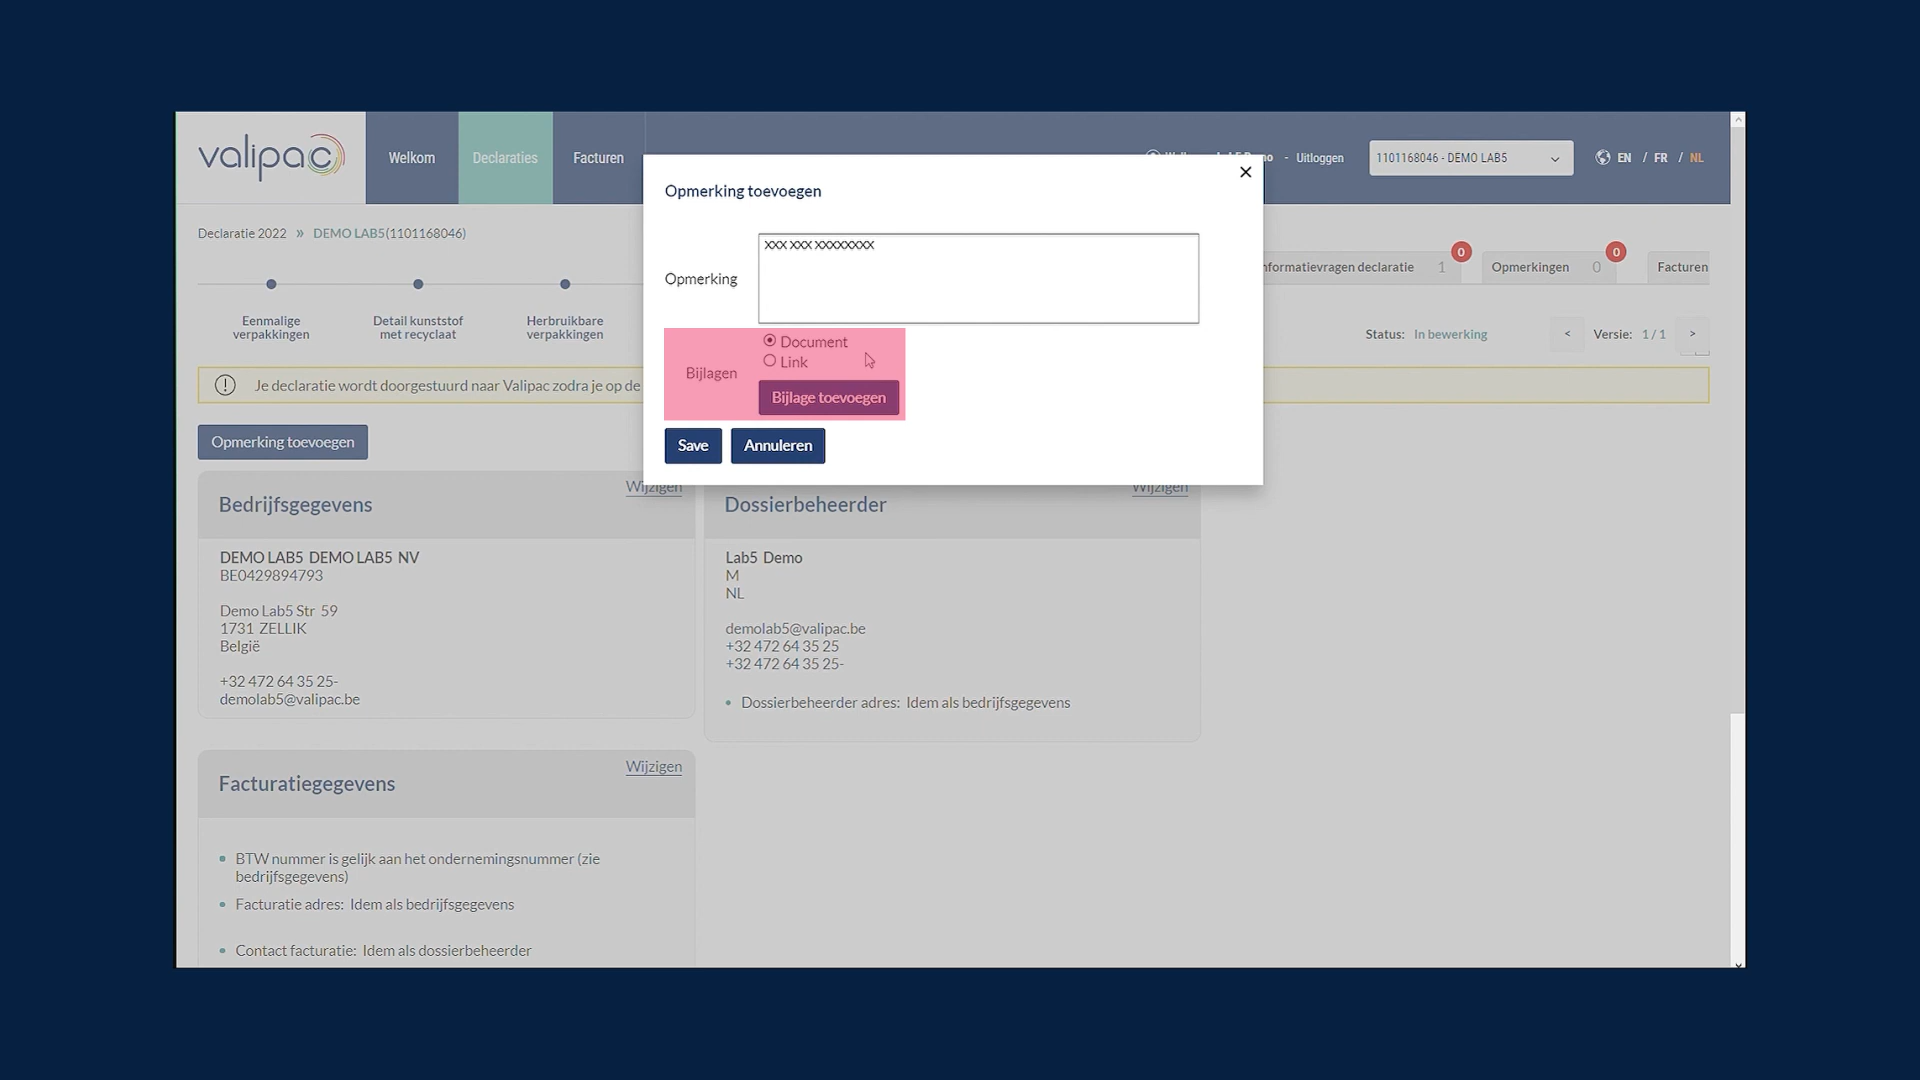 valipac
Welkom
Declaraties
Facturen
- Uitloggen
1101168046 - DEMO LAB5
EN / FR / NL
Declaratie 2022 » DEMO LAB5(1101168046)
Eenmalige
verpakkingen
Detail kunststof
met recyclaat
Herbruikbare
verpakkingen
nformatievragen declaratie 1 0
Opmerkingen 0 0
Facturen
Status: In bewerking
< Versie: 1 / 1 >
Je declaratie wordt doorgestuurd naar Valipac zodra je op de
Opmerking toevoegen
Opmerking toevoegen
Opmerking
XXX XXX XXXXXXXX
Bijlagen
Document
Link
Bijlage toevoegen
Save
Annuleren
Bedrijfsgegevens
Wijzigen
DEMO LAB5 DEMO LAB5 NV
BE0429894793
Demo Lab5 Str 59
1731 ZELLIK
België
+32 472 64 35 25-
demolab5@valipac.be
Dossierbeheerder
Wijzigen
Lab5 Demo
M
NL
demolab5@valipac.be
+32 472 64 35 25
+32 472 64 35 25-
• Dossierbeheerder adres: Idem als bedrijfsgegevens
Facturatiegegevens
Wijzigen
• BTW nummer is gelijk aan het ondernemingsnummer (zie
bedrijfsgegevens)
• Facturatie adres: Idem als bedrijfsgegevens
• Contact facturatie: Idem als dossierbeheerder